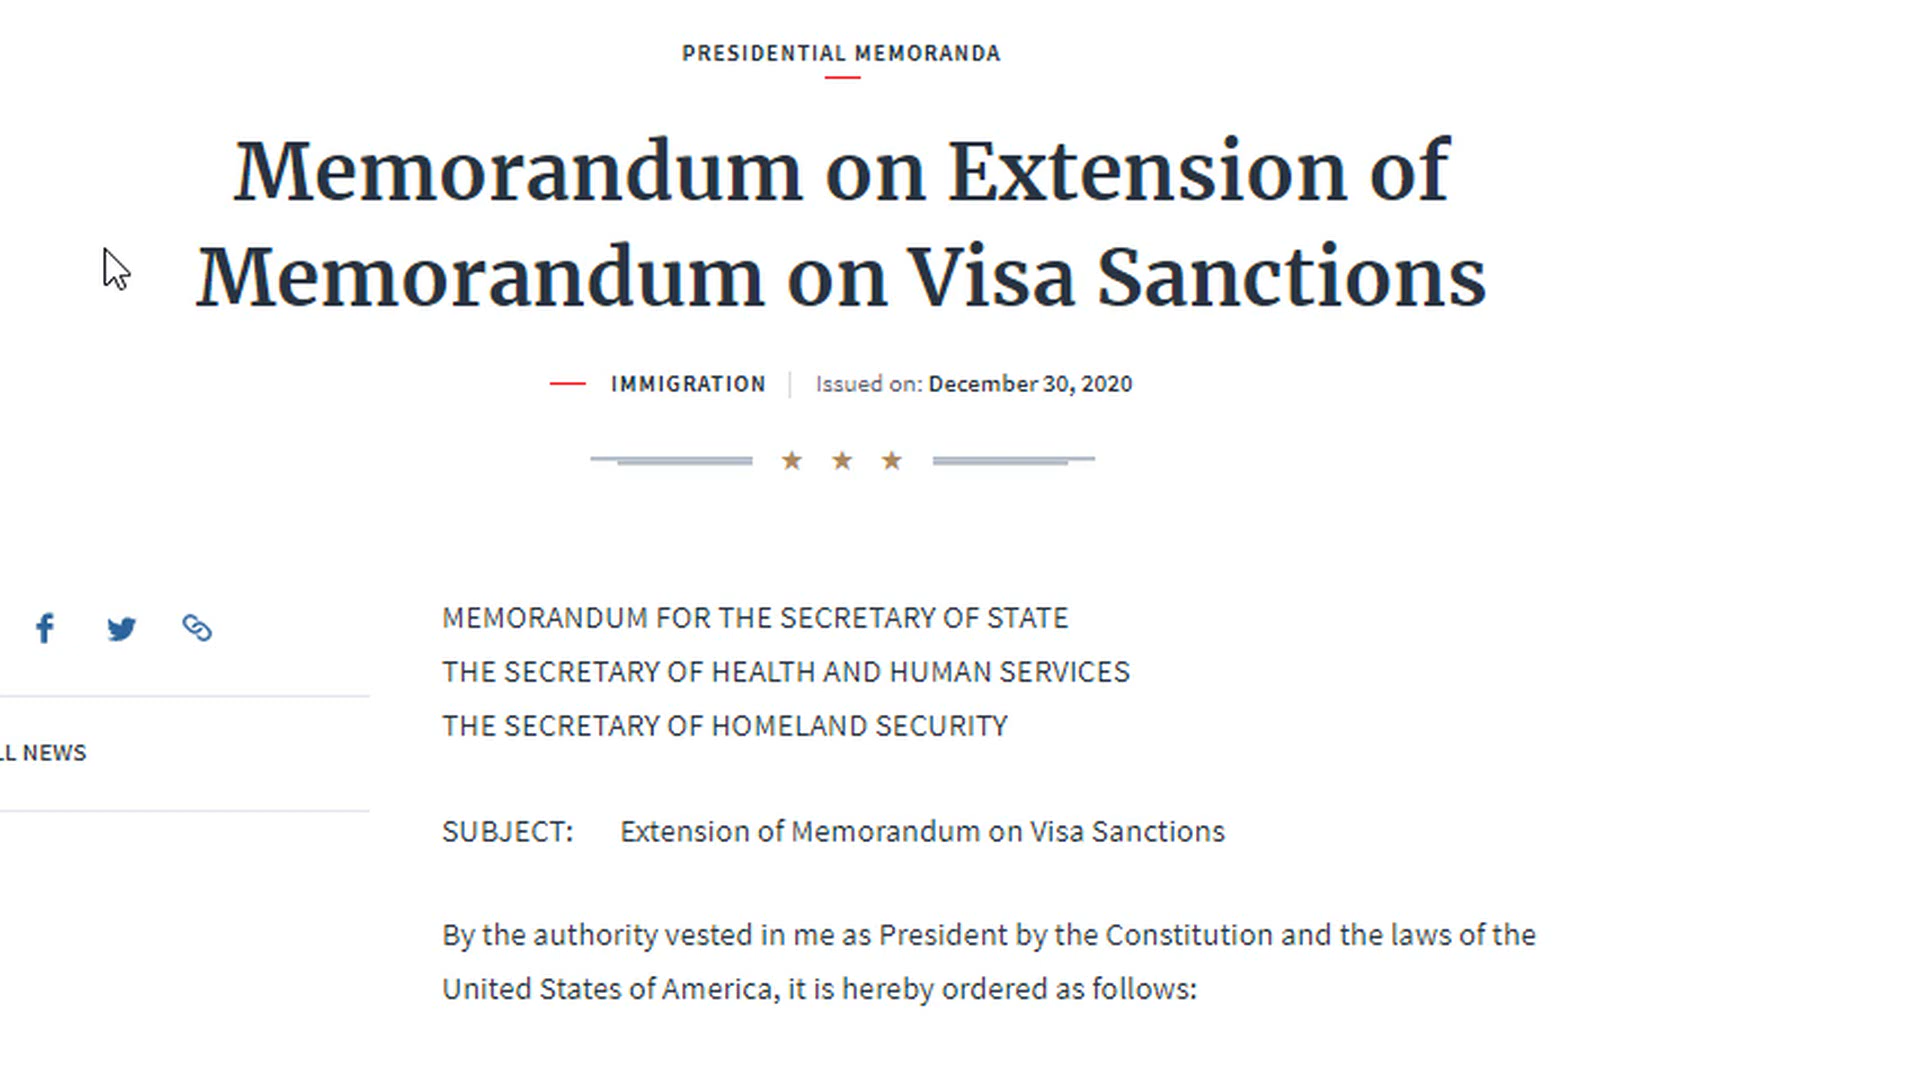 PRESIDENTIAL MEMORANDA
Memorandum on Extension of
Memorandum on Visa Sanctions
IMMIGRATION | Issued on: December 30, 2020
MEMORANDUM FOR THE SECRETARY OF STATE
THE SECRETARY OF HEALTH AND HUMAN SERVICES
THE SECRETARY OF HOMELAND SECURITY
LL NEWS
SUBJECT: Extension of Memorandum on Visa Sanctions
By the authority vested in me as President by the Constitution and the laws of the
United States of America, it is hereby ordered as follows: